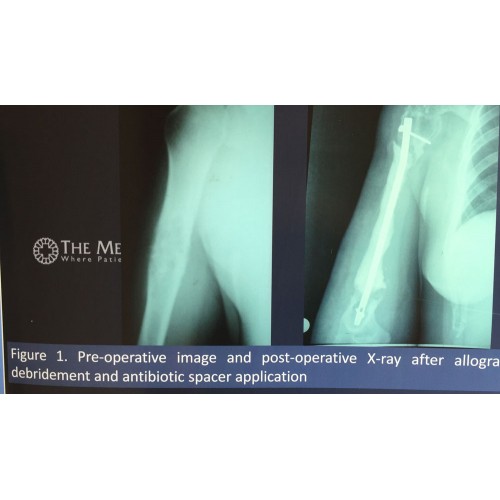 THE ME
Where Patie
Figure 1. Pre-operative image and post-operative X-ray after allogra
debridement and antibiotic spacer application